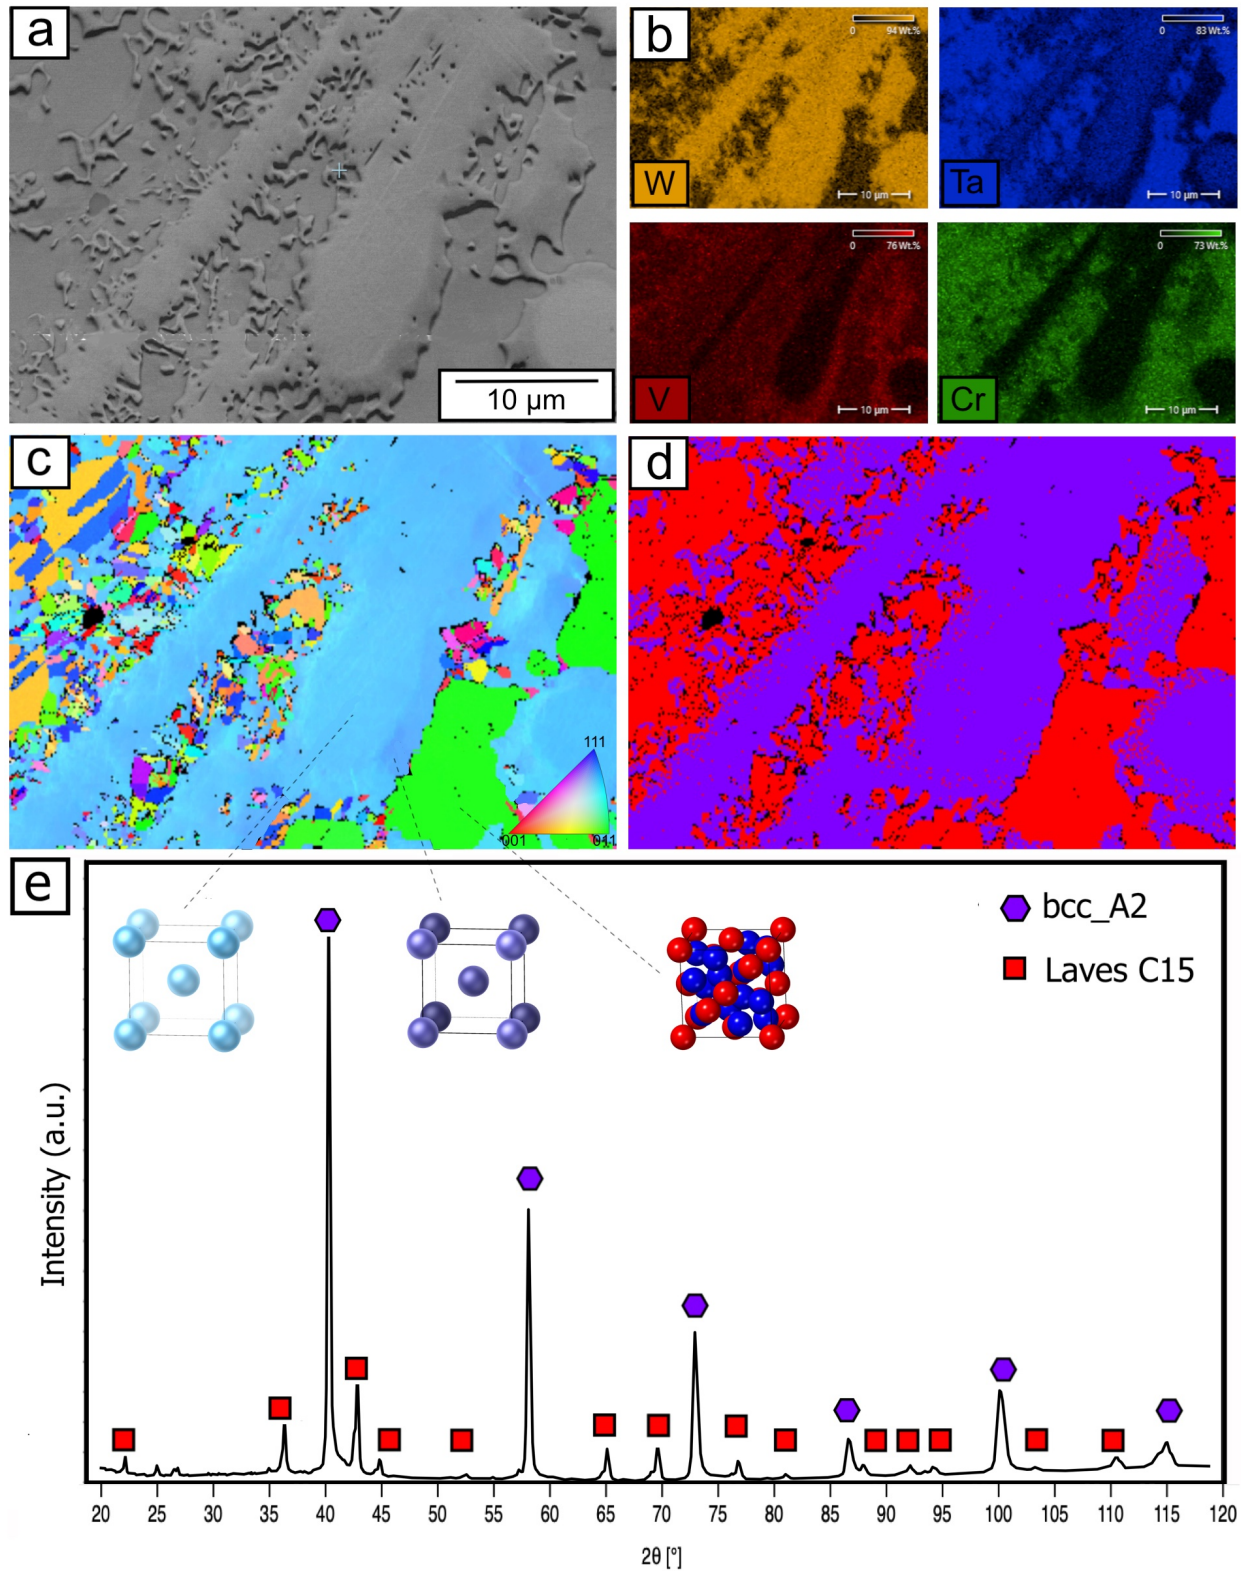 a
10 µm
b
0 94 Wt.%
W
10 µm
0 83 Wt.%
Ta
10 µm
0 76 Wt.%
V
10 µm
0 73 Wt.%
Cr
10 µm
c
111
001 011
d
e
bcc_A2
Laves C15
Intensity (a.u.)
20 25 30 35 40 45 50 55 60 65 70 75 80 85 90 95 100 105 110 115 120
2θ [°]